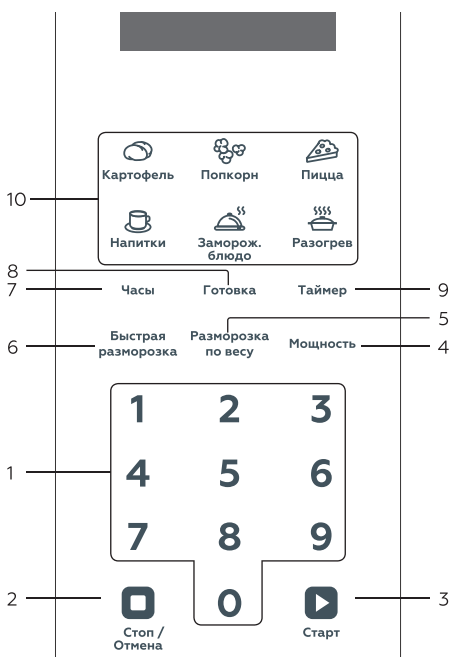 Картофель Попкорн Пицца
10
Напитки Заморож. блюдо Разогрев
8
7 Часы Готовка Таймер 9
5
6 Быстрая разморозка Разморозка по весу Мощность 4
1 2 3
1 4 5 6
7 8 9
2 0 3
Стоп / Отмена Старт